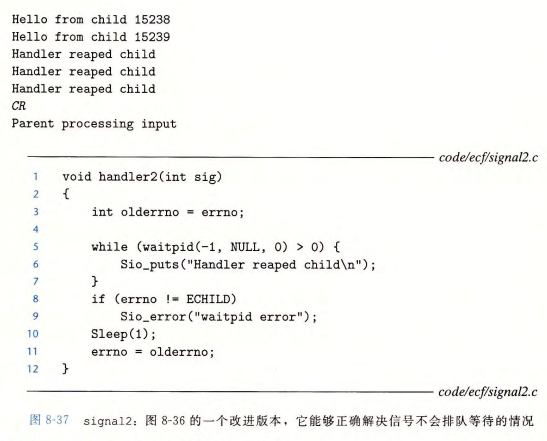 Hello from child 15238
Hello from child 15239
Handler reaped child
Handler reaped child
Handler reaped child
CR
Parent processing input
code/ecf/signal2.c
1 void handler2(int sig)
2 {
3 int olderrno = errno;
4
5 while (waitpid(-1, NULL, 0) > 0) {
6 Sio_puts("Handler reaped child\n");
7 }
8 if (errno != ECHILD)
9 Sio_error("waitpid error");
10 Sleep(1);
11 errno = olderrno;
12 }
code/ecf/signal2.c
图 8-37 signal2：图 8-36 的一个改进版本，它能够正确解决信号不会排队等待的情况